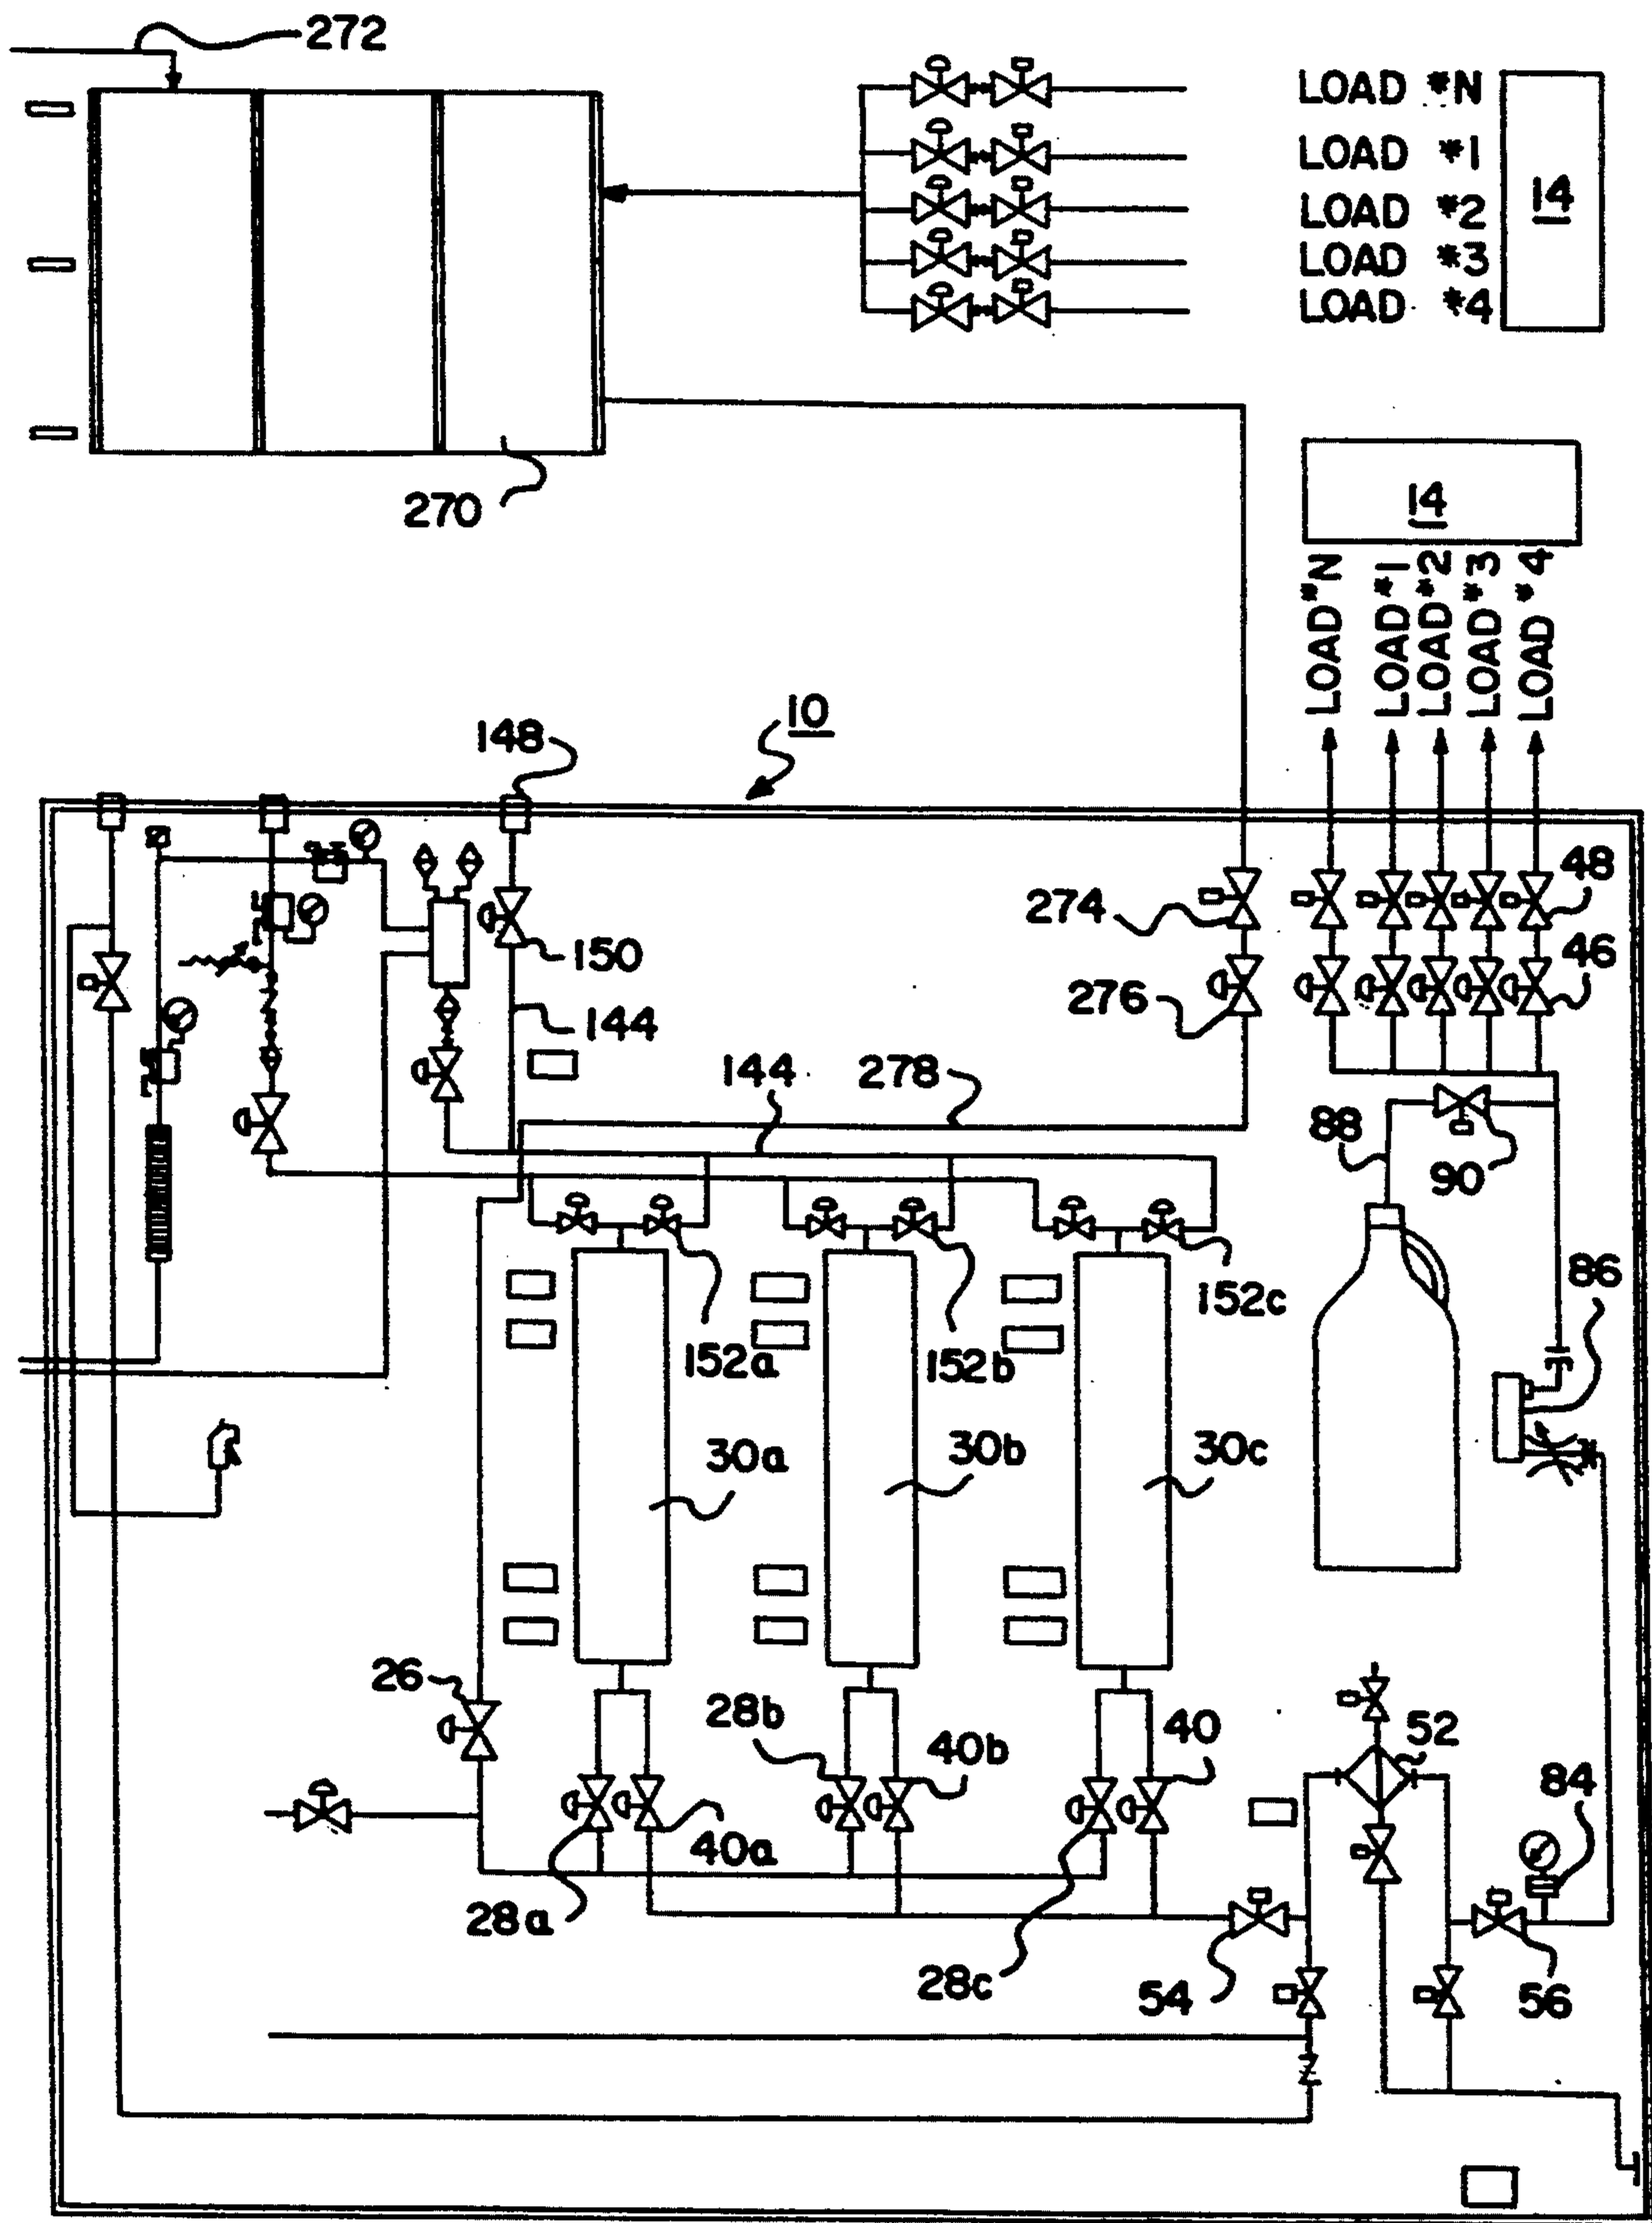 272
LOAD *N
LOAD *1
LOAD *2
LOAD *3
LOAD *4
14
270
14
LOAD *N
LOAD *1
LOAD *2
LOAD *3
LOAD *4
10
148
48
274
150
46
276
144
144
278
88
90
86
152a
152b
152c
30a
30b
30c
26
28b
40b
40
52
84
40a
28a
28c
54
56